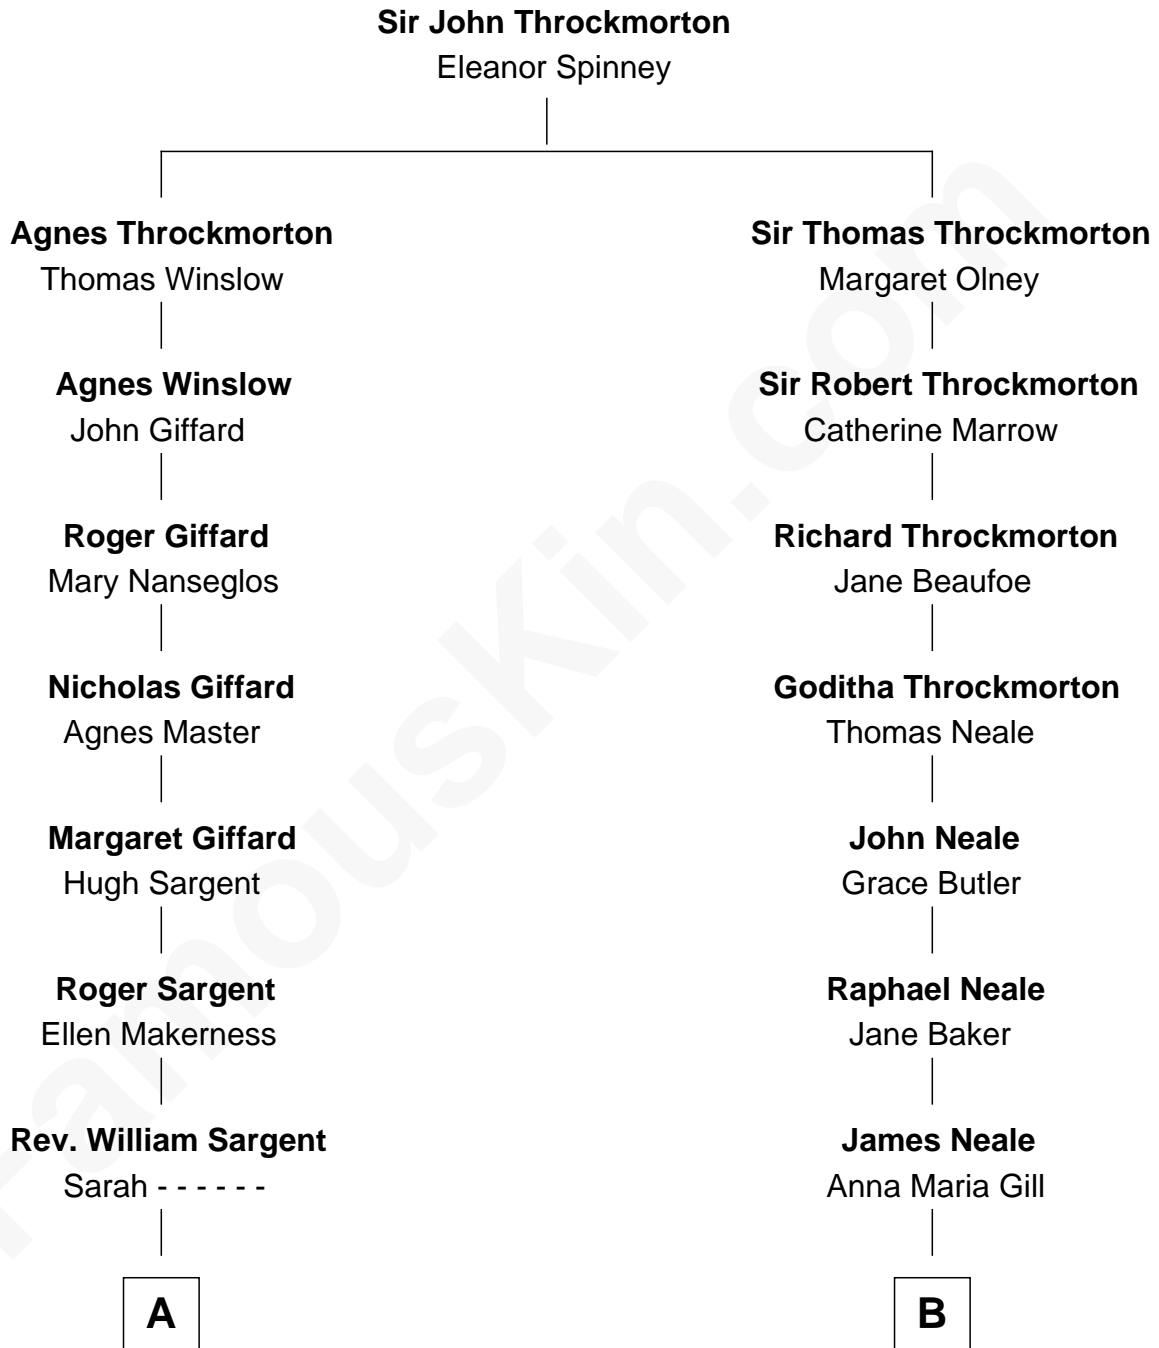 Sir John Throckmorton
Eleanor Spinney
Agnes Throckmorton
Thomas Winslow
Sir Thomas Throckmorton
Margaret Olney
Agnes Winslow
John Giffard
Sir Robert Throckmorton
Catherine Marrow
Roger Giffard
Mary Nanseglos
Richard Throckmorton
Jane Beaufoe
Nicholas Giffard
Agnes Master
Goditha Throckmorton
Thomas Neale
Margaret Giffard
Hugh Sargent
John Neale
Grace Butler
Roger Sargent
Ellen Makerness
Raphael Neale
Jane Baker
Rev. William Sargent
Sarah - - - - - -
James Neale
Anna Maria Gill
A
B
FamousKin.com